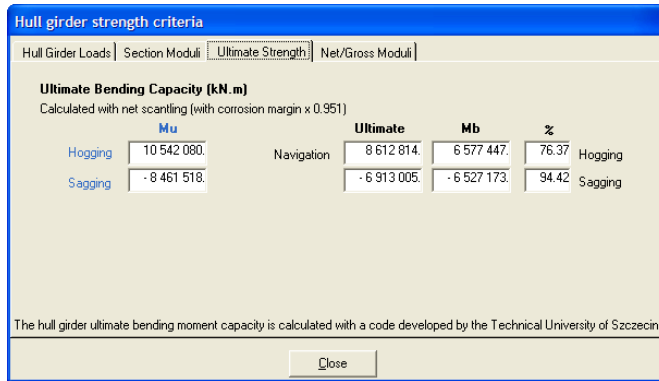 Hull girder strength criteria
Hull Girder Loads Section Moduli Ultimate Strength Net/Gross Moduli
Ultimate Bending Capacity (kN.m)
Calculated with net scantling (with corrosion margin x 0.951)
Mu Ultimate Mb %
Hogging 10 542 080. Navigation 8 612 814. 6 577 447. 76.37 Hogging
Sagging - 8 461 518. - 6 913 005. - 6 527 173. 94.42 Sagging
The hull girder ultimate bending moment capacity is calculated with a code developed by the Technical University of Szczecin
Close